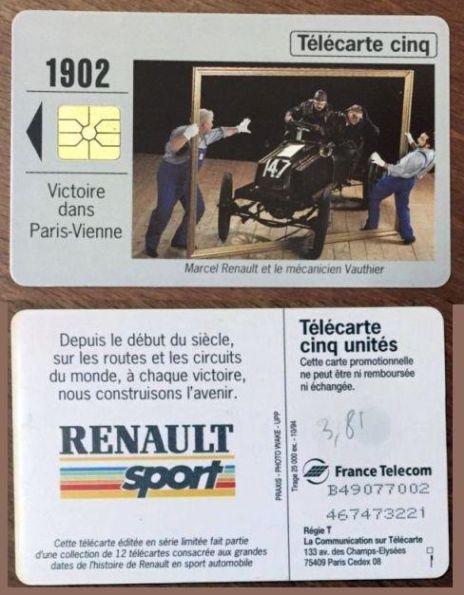 Télécarte cinq
1902
147
Victoire
dans
Paris-Vienne
Marcel Renault et le mécanicien Vauthier
Depuis le début du siècle,
sur les routes et les circuits
du monde, à chaque victoire,
nous construisons l'avenir.
RENAULT
sport
Cette télécarte éditée en série limitée fait partie
d'une collection de 12 télécartes consacrée aux grandes
dates de l'histoire de Renault en sport automobile
PRAXIS - PHOTO WAKE - UPP
Tirage 25 000 ex. - 10/94
Télécarte
cinq unités
Cette carte promotionnelle
ne peut être ni remboursée
ni échangée.
3,81
France Telecom
B49077002
467473221
Régie T
La Communication sur Télécarte
133 av. des Champs-Elysées
75409 Paris Cedex 08